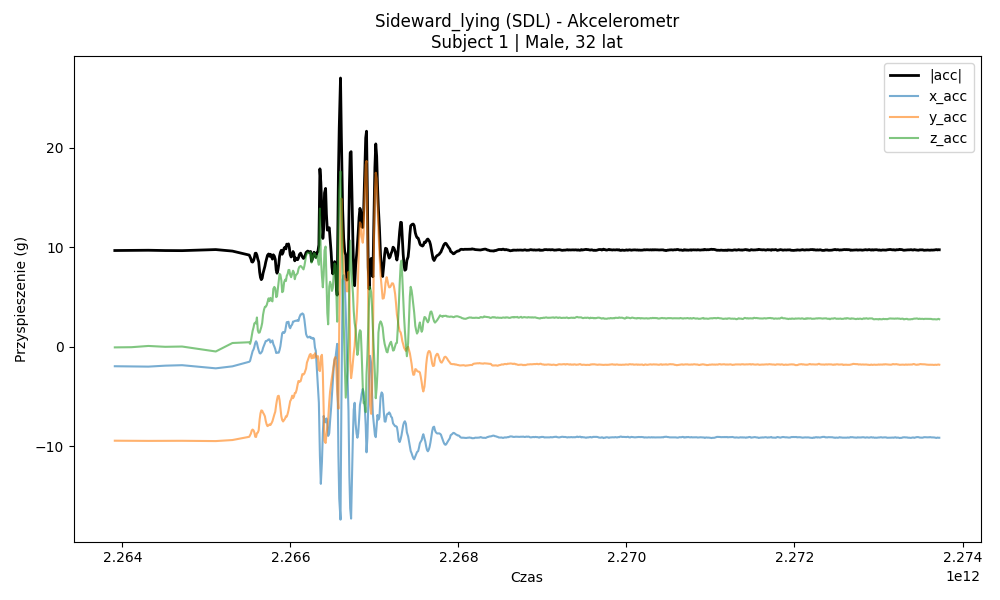 Sideward_lying (SDL) - Akcelerometr
Subject 1 | Male, 32 lat
|acc|
x_acc
y_acc
z_acc
Przyspieszenie (g)
20
10
0
−10
2.264
2.266
2.268
2.270
2.272
2.274
1e12
Czas